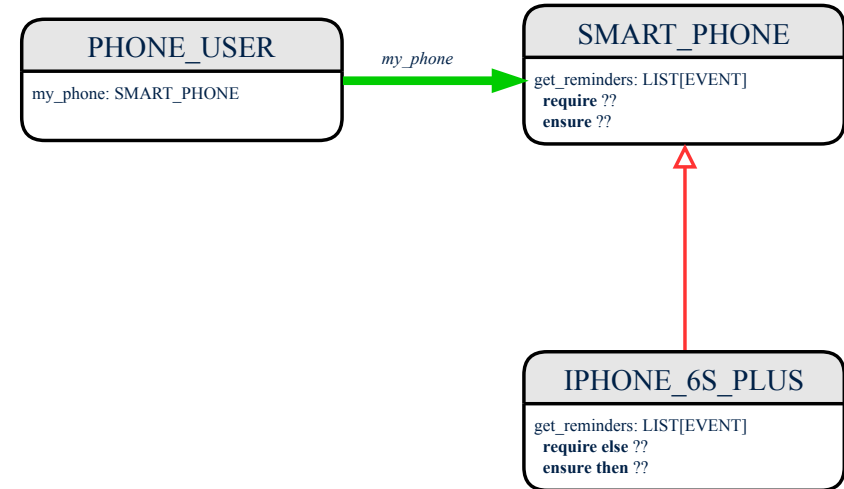 PHONE_USER
my_phone: SMART_PHONE
my_phone
SMART_PHONE
get_reminders: LIST[EVENT]
require ??
ensure ??
IPHONE_6S_PLUS
get_reminders: LIST[EVENT]
require else ??
ensure then ??